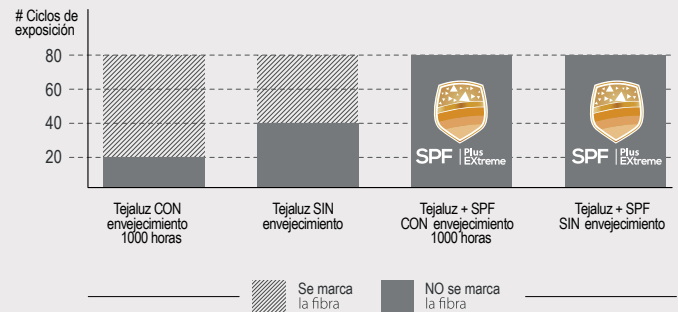 # Ciclos de
exposición
80
60
40
20
SPF Plus
EXtreme
SPF Plus
EXtreme
Tejaluz CON
envejecimiento
1000 horas
Tejaluz SIN
envejecimiento
Tejaluz + SPF
CON envejecimiento
1000 horas
Tejaluz + SPF
SIN envejecimiento
Se marca
la fibra
NO se marca
la fibra